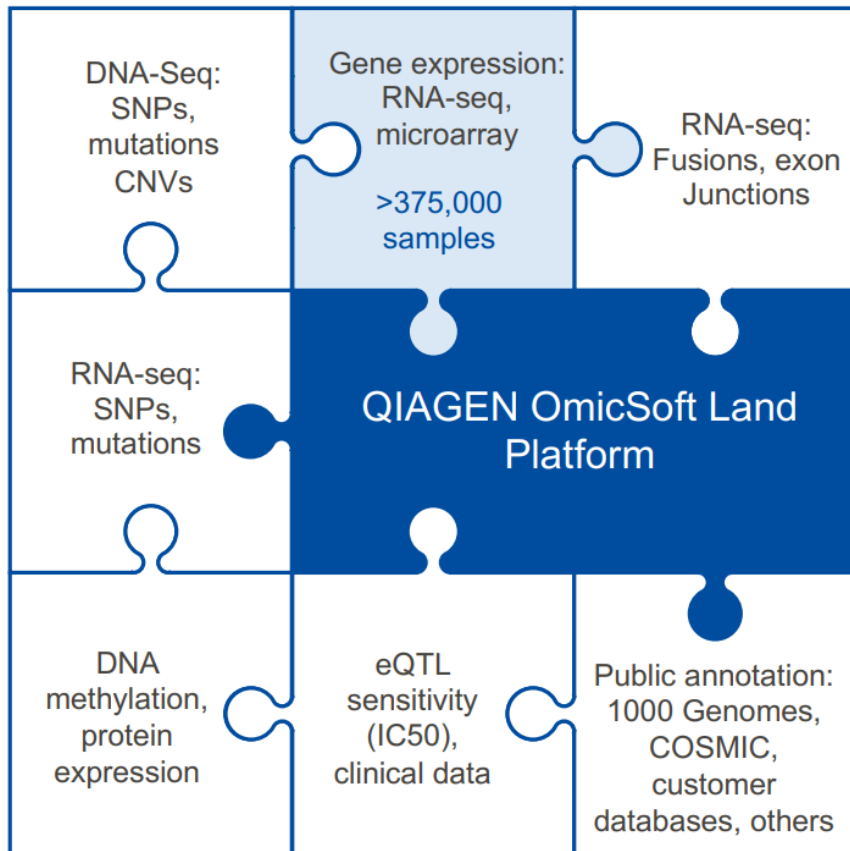 DNA-Seq:
SNPs,
mutations
CNVs
Gene expression:
RNA-seq,
microarray
>375,000
samples
RNA-seq:
Fusions, exon
Junctions
RNA-seq:
SNPs,
mutations
QIAGEN OmicSoft Land
Platform
DNA
methylation,
protein
expression
eQTL
sensitivity
(IC50),
clinical data
Public annotation:
1000 Genomes,
COSMIC,
customer
databases, others